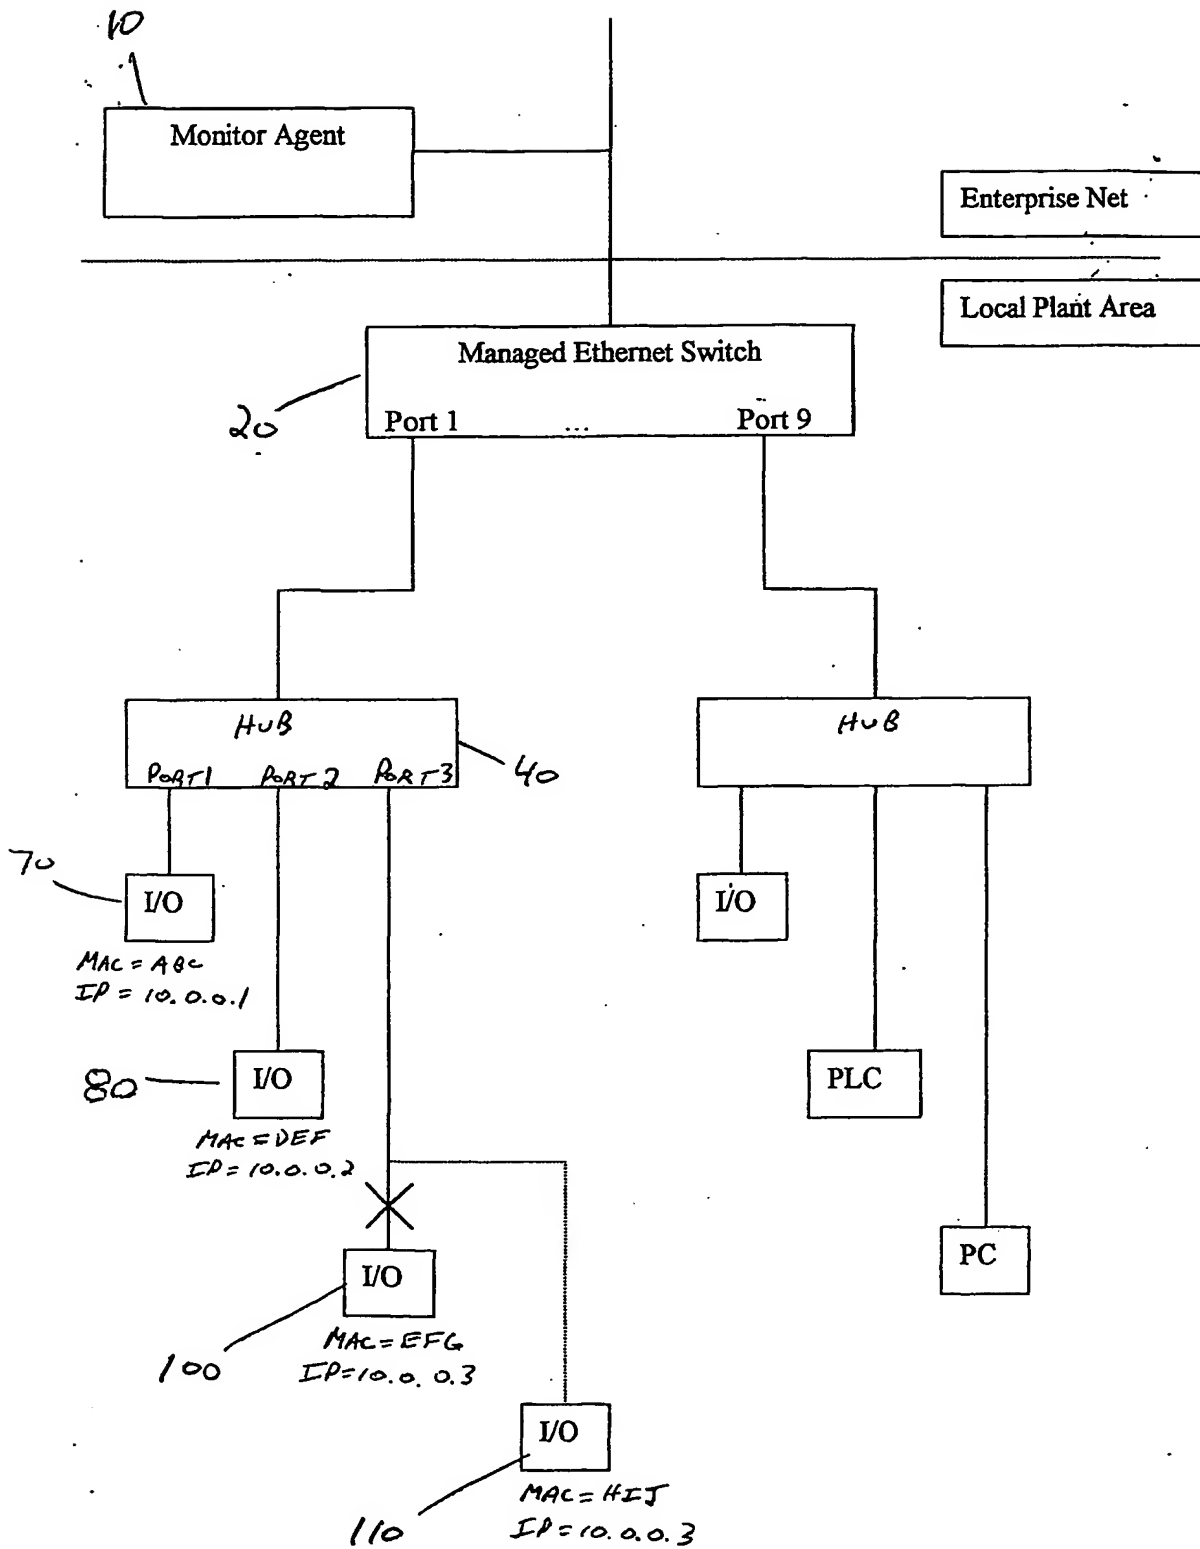 10
Monitor Agent
Enterprise Net
Local Plant Area
Managed Ethernet Switch
20
Port 1 ... Port 9
HUB
PORT1 PORT2 PORT3
40
HUB
70
I/O
MAC = ABC
IP = 10.0.0.1
I/O
80
I/O
MAC = DEF
IP = 10.0.0.2
PLC
I/O
100
MAC = EFG
IP=10.0.0.3
PC
I/O
110
MAC = HIJ
IP = 10.0.0.3